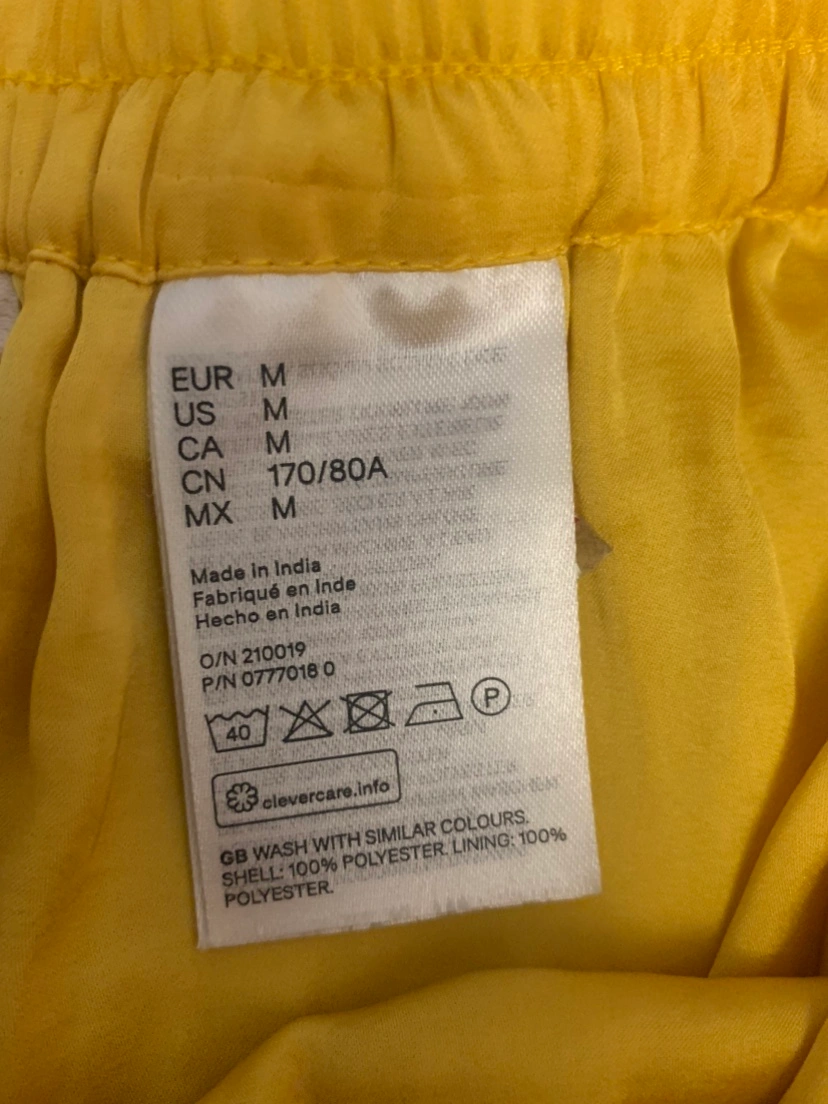 EUR M
US M
CA M
CN 170/80A
MX M
Made in India
Fabriqué en Inde
Hecho en India
O/N 210019
P/N 0777018 0
40
P
clevercare.info
GB WASH WITH SIMILAR COLOURS.
SHELL: 100% POLYESTER. LINING: 100%
POLYESTER.